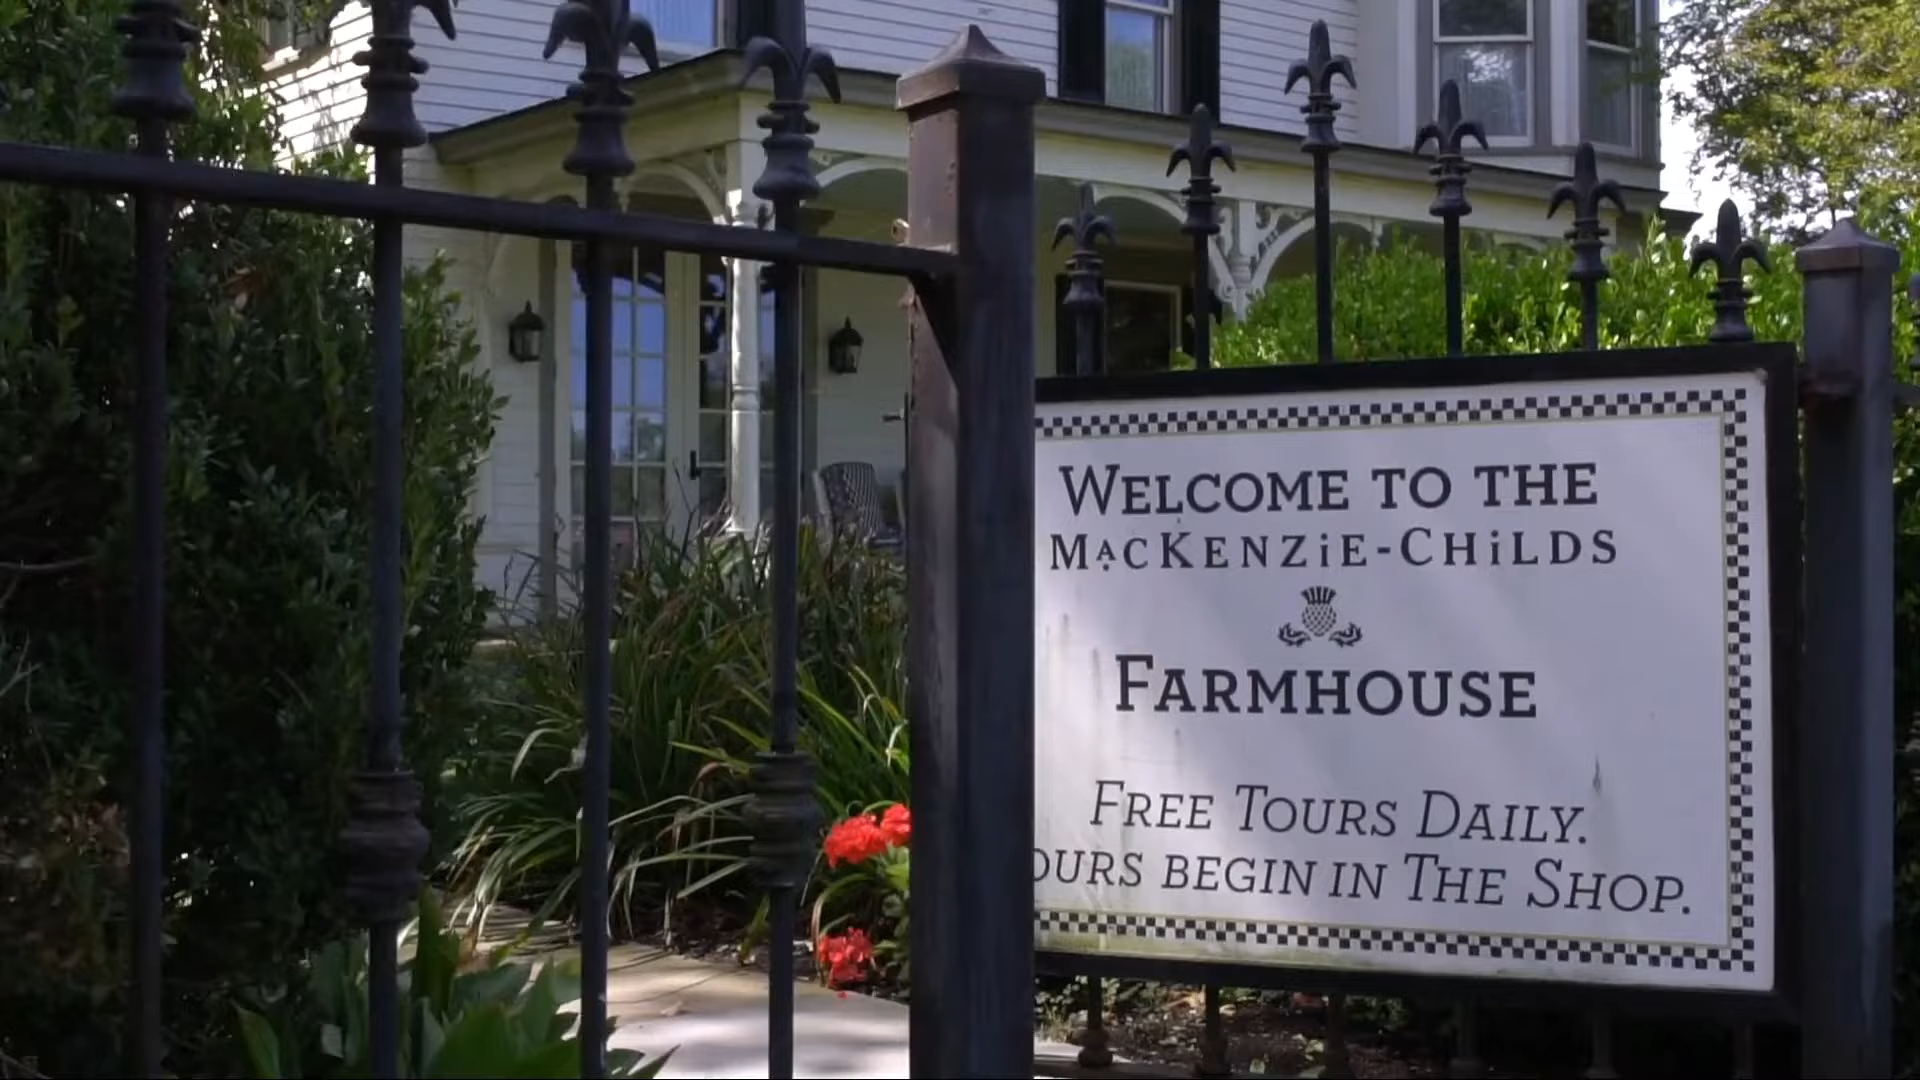 Welcome to the
MacKenzie-Childs
Farmhouse
Free Tours Daily.
ours begin in The Shop.